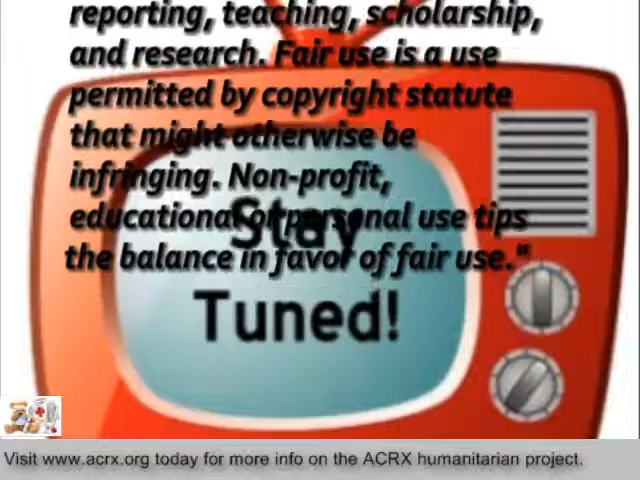 reporting, teaching, scholarship,
and research. Fair use is a use
permitted by copyright statute
that might otherwise be
infringing. Non-profit,
educational or personal use tips
the balance in favor of fair use."
Stay
Tuned!
Visit www.acrx.org today for more info on the ACRX humanitarian project.